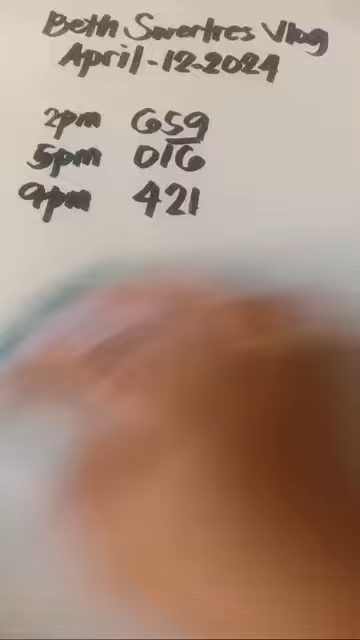 Beth Swertres Vlog
April-12-2024
2pm 659
5pm 016
9pm 421